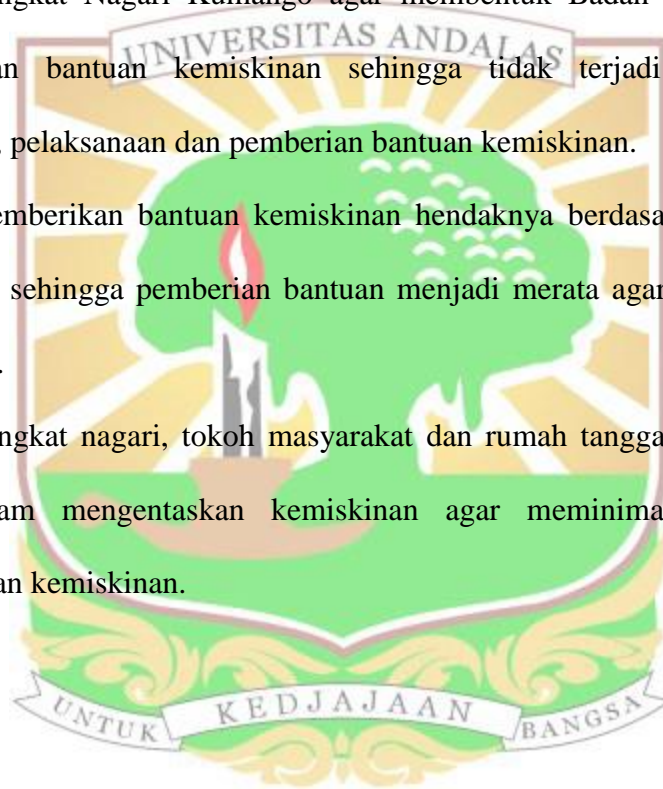 ngkat Nagari Kumango agar membentuk Badan
UNIVERSITAS ANDALAS
an bantuan kemiskinan sehingga tidak terjadi
, pelaksanaan dan pemberian bantuan kemiskinan.
emberikan bantuan kemiskinan hendaknya berdasa
sehingga pemberian bantuan menjadi merata agar
.
ngkat nagari, tokoh masyarakat dan rumah tangga
am mengentaskan kemiskinan agar meminima
an kemiskinan.
UNTUK KEDJAJAAN BANGSA